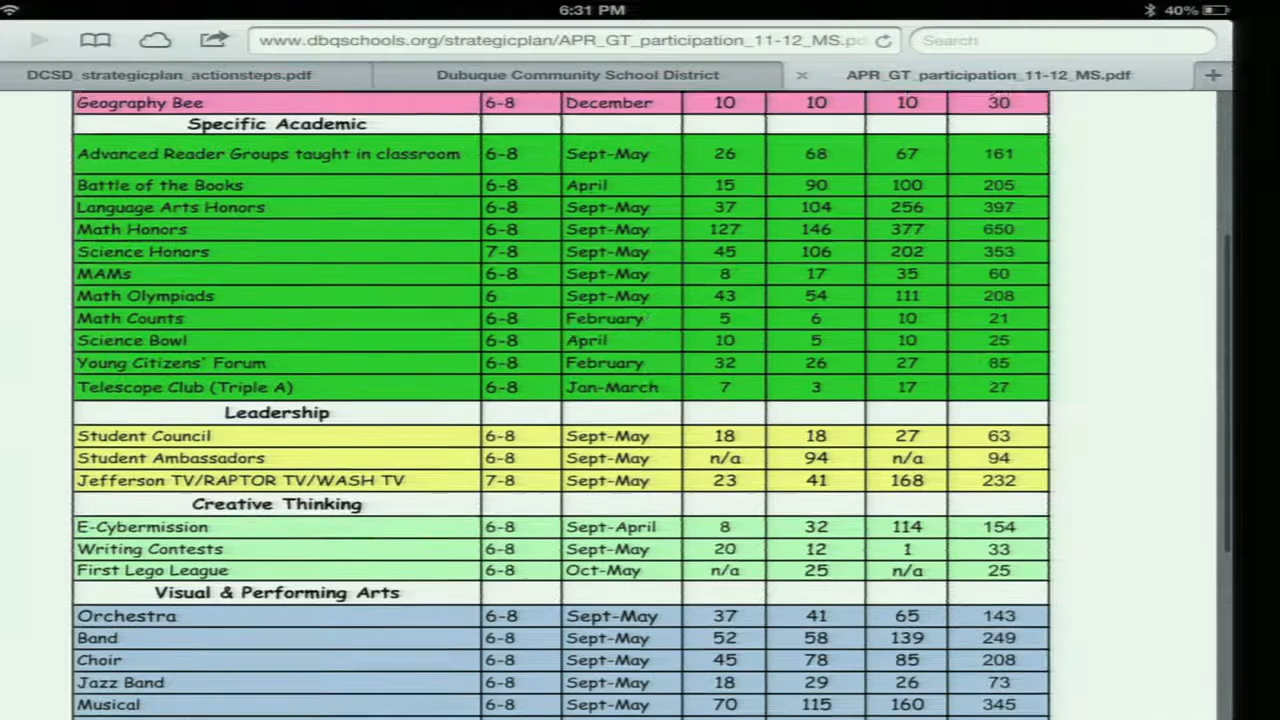 6:31 PM 40%
www.dbqschools.org/strategicplan/APR_GT_participation_11-12_MS.pd Search
DCSD_strategicplan_actionsteps.pdf Dubuque Community School District APR_GT_participation_11-12_MS.pdf
Geography Bee 6-8 December 10 10 10 30
Specific Academic
Advanced Reader Groups taught in classroom 6-8 Sept-May 26 68 67 161
Battle of the Books 6-8 April 15 90 100 205
Language Arts Honors 6-8 Sept-May 37 104 256 397
Math Honors 6-8 Sept-May 127 146 377 650
Science Honors 7-8 Sept-May 45 106 202 353
MAMs 6-8 Sept-May 8 17 35 60
Math Olympiads 6 Sept-May 43 54 111 208
Math Counts 6-8 February 5 6 10 21
Science Bowl 6-8 April 10 5 10 25
Young Citizens' Forum 6-8 February 32 26 27 85
Telescope Club (Triple A) 6-8 Jan-March 7 3 17 27
Leadership
Student Council 6-8 Sept-May 18 18 27 63
Student Ambassadors 6-8 Sept-May n/a 94 n/a 94
Jefferson TV/RAPTOR TV/WASH TV 7-8 Sept-May 23 41 168 232
Creative Thinking
E-Cybermission 6-8 Sept-April 8 32 114 154
Writing Contests 6-8 Sept-May 20 12 1 33
First Lego League 6-8 Oct-May n/a 25 n/a 25
Visual & Performing Arts
Orchestra 6-8 Sept-May 37 41 65 143
Band 6-8 Sept-May 52 58 139 249
Choir 6-8 Sept-May 45 78 85 208
Jazz Band 6-8 Sept-May 18 29 26 73
Musical 6-8 Sept-May 70 115 160 345